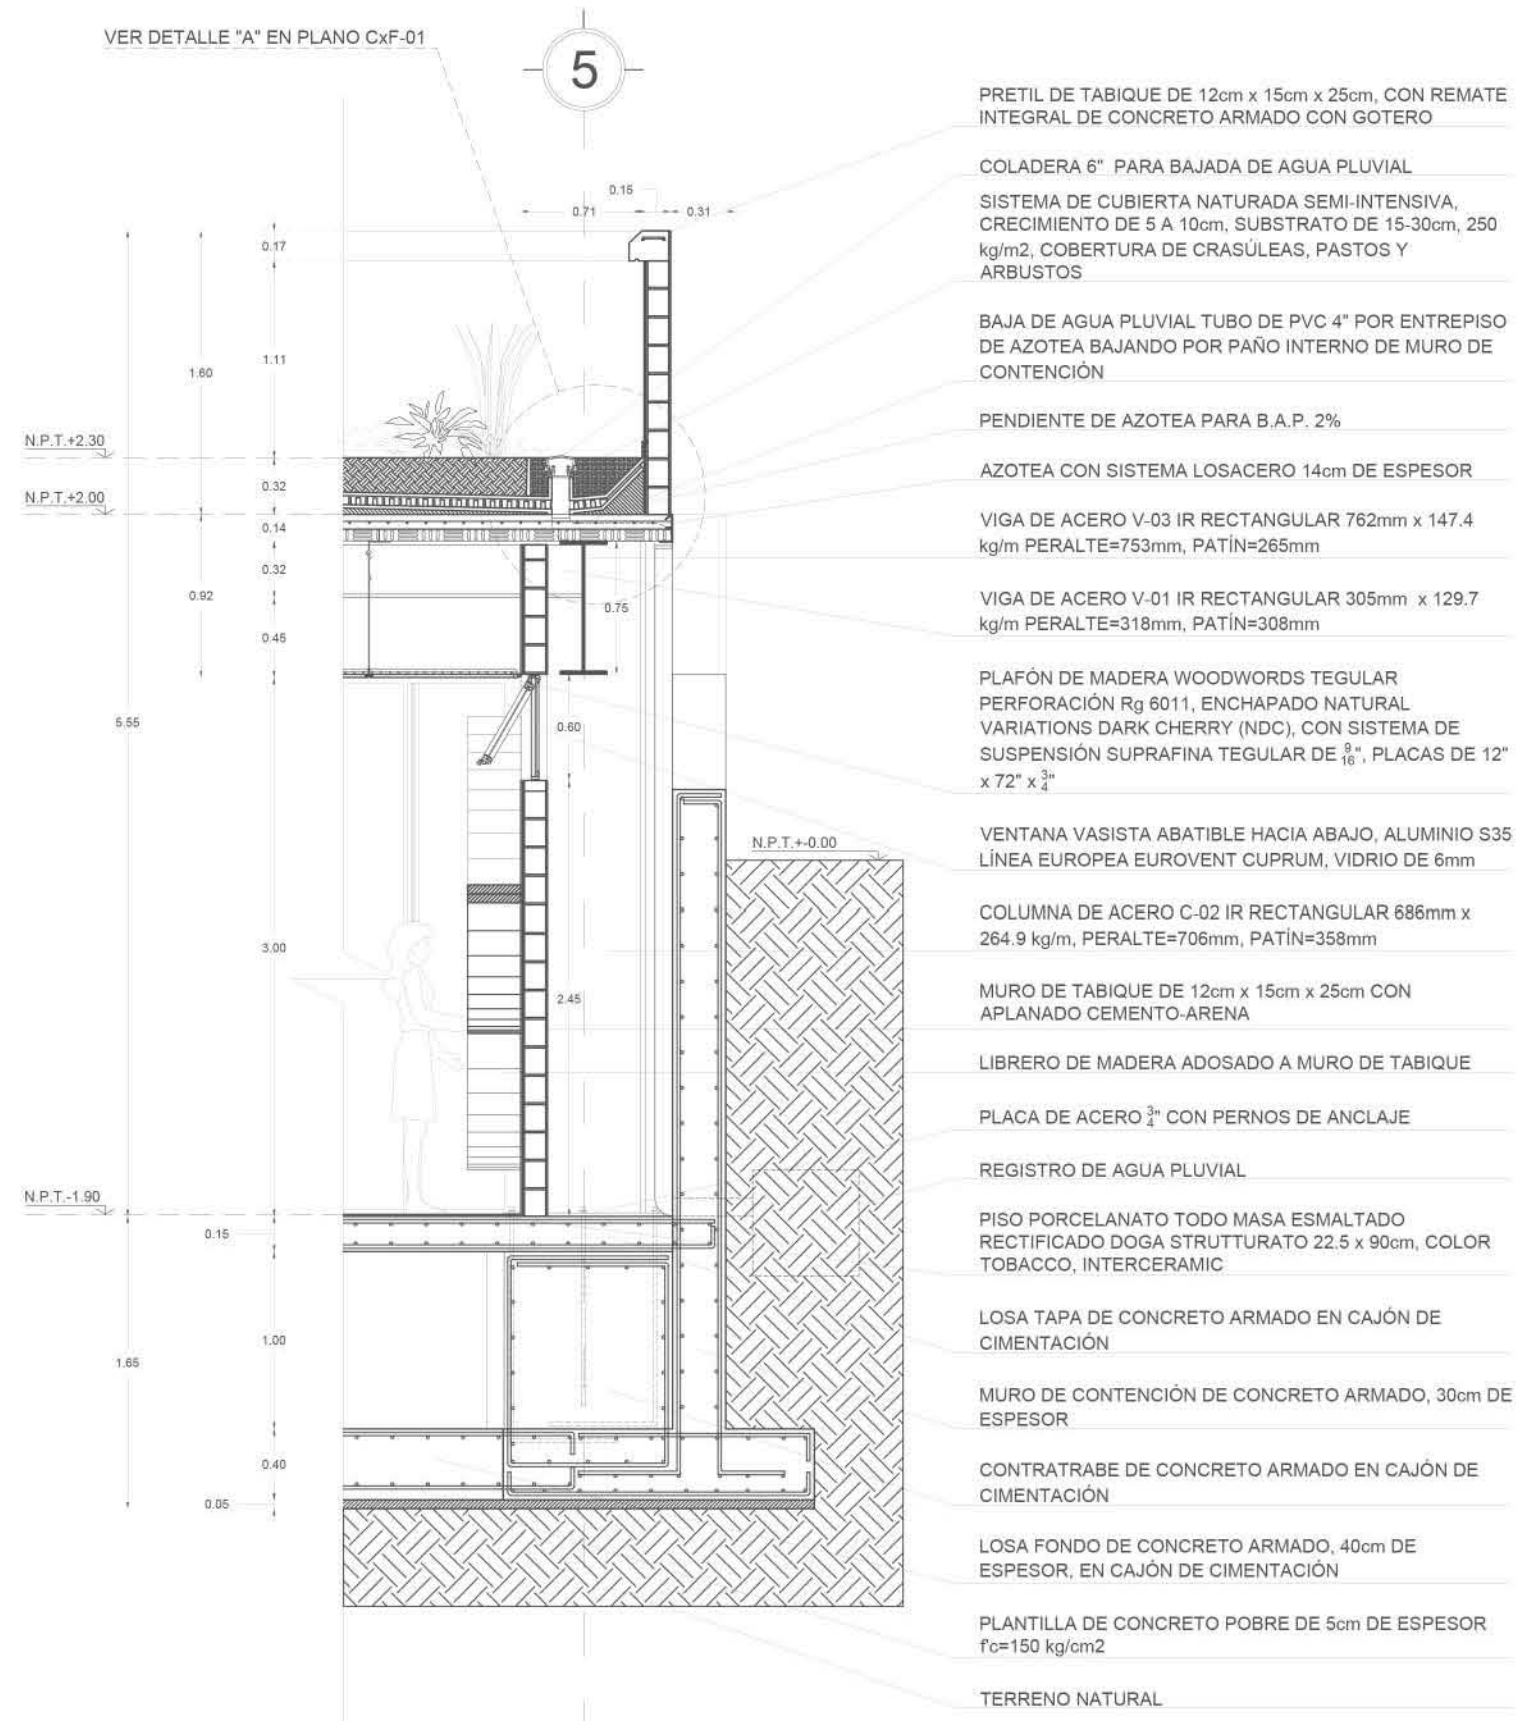 VER DETALLE "A" EN PLANO CxF-01
5
PRETIL DE TABIQUE DE 12cm x 15cm x 25cm, CON REMATE
INTEGRAL DE CONCRETO ARMADO CON GOTERO
COLADERA 6" PARA BAJADA DE AGUA PLUVIAL
SISTEMA DE CUBIERTA NATURADA SEMI-INTENSIVA,
CRECIMIENTO DE 5 A 10cm, SUBSTRATO DE 15-30cm, 250
kg/m2, COBERTURA DE CRASÚLEAS, PASTOS Y
ARBUSTOS
BAJA DE AGUA PLUVIAL TUBO DE PVC 4" POR ENTREPISO
DE AZOTEA BAJANDO POR PAÑO INTERNO DE MURO DE
CONTENCIÓN
PENDIENTE DE AZOTEA PARA B.A.P. 2%
AZOTEA CON SISTEMA LOSACERO 14cm DE ESPESOR
VIGA DE ACERO V-03 IR RECTANGULAR 762mm x 147.4
kg/m PERALTE=753mm, PATÍN=265mm
VIGA DE ACERO V-01 IR RECTANGULAR 305mm x 129.7
kg/m PERALTE=318mm, PATÍN=308mm
PLAFÓN DE MADERA WOODWORDS TEGULAR
PERFORACIÓN Rg 6011, ENCHAPADO NATURAL
VARIATIONS DARK CHERRY (NDC), CON SISTEMA DE
SUSPENSIÓN SUPRAFINA TEGULAR DE 9/16", PLACAS DE 12"
x 72" x 3/4"
VENTANA VASISTA ABATIBLE HACIA ABAJO, ALUMINIO S35
LÍNEA EUROPEA EUROVENT CUPRUM, VIDRIO DE 6mm
COLUMNA DE ACERO C-02 IR RECTANGULAR 686mm x
264.9 kg/m, PERALTE=706mm, PATÍN=358mm
MURO DE TABIQUE DE 12cm x 15cm x 25cm CON
APLANADO CEMENTO-ARENA
LIBRERO DE MADERA ADOSADO A MURO DE TABIQUE
PLACA DE ACERO 3/4" CON PERNOS DE ANCLAJE
REGISTRO DE AGUA PLUVIAL
PISO PORCELANATO TODO MASA ESMALTADO
RECTIFICADO DOGA STRUTTURATO 22.5 x 90cm, COLOR
TOBACCO, INTERCERAMIC
LOSA TAPA DE CONCRETO ARMADO EN CAJÓN DE
CIMENTACIÓN
MURO DE CONTENCIÓN DE CONCRETO ARMADO, 30cm DE
ESPESOR
CONTRATRABE DE CONCRETO ARMADO EN CAJÓN DE
CIMENTACIÓN
LOSA FONDO DE CONCRETO ARMADO, 40cm DE
ESPESOR, EN CAJÓN DE CIMENTACIÓN
PLANTILLA DE CONCRETO POBRE DE 5cm DE ESPESOR
f'c=150 kg/cm2
TERRENO NATURAL
0.15
0.71
0.31
0.17
1.11
1.60
N.P.T.+2.30
0.32
N.P.T.+2.00
0.14
0.32
0.92
0.75
0.45
5.55
0.60
N.P.T.+-0.00
3.00
2.45
N.P.T.-1.90
0.15
1.00
1.65
0.40
0.05